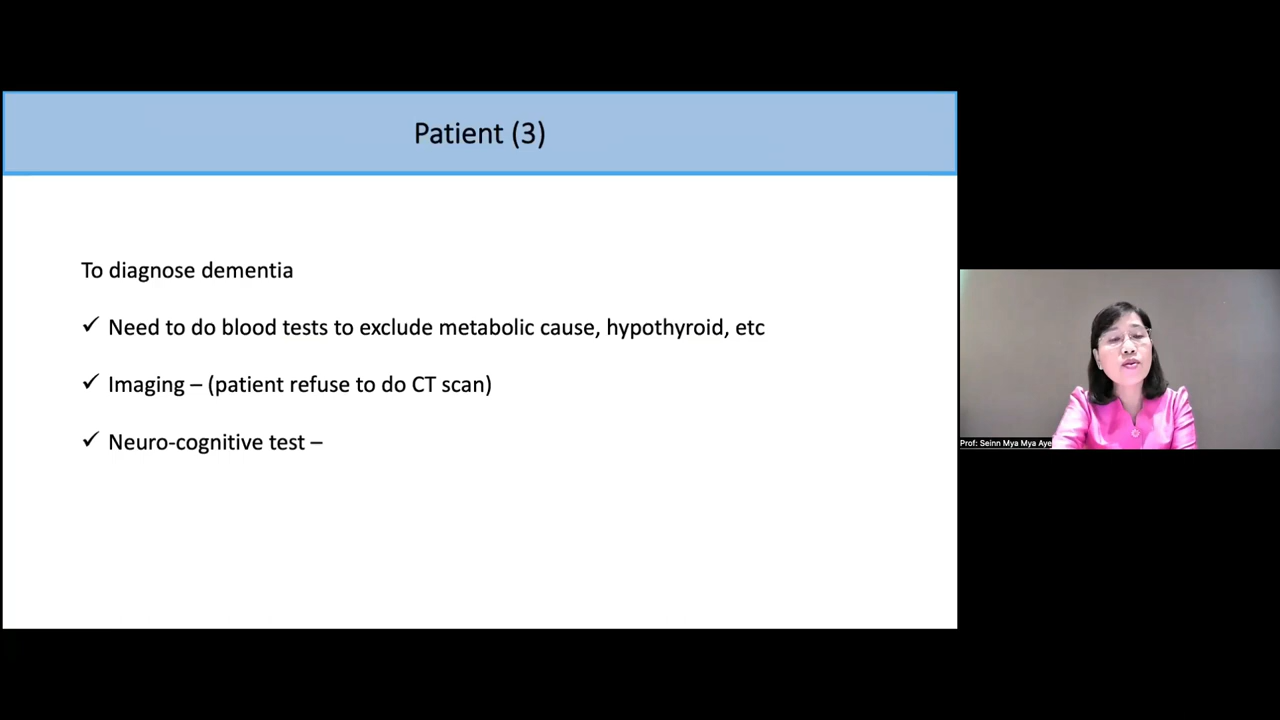 Patient (3)
To diagnose dementia
✓ Need to do blood tests to exclude metabolic cause, hypothyroid, etc
✓ Imaging – (patient refuse to do CT scan)
✓ Neuro-cognitive test –
Prof: Seinn Mya Mya Aye